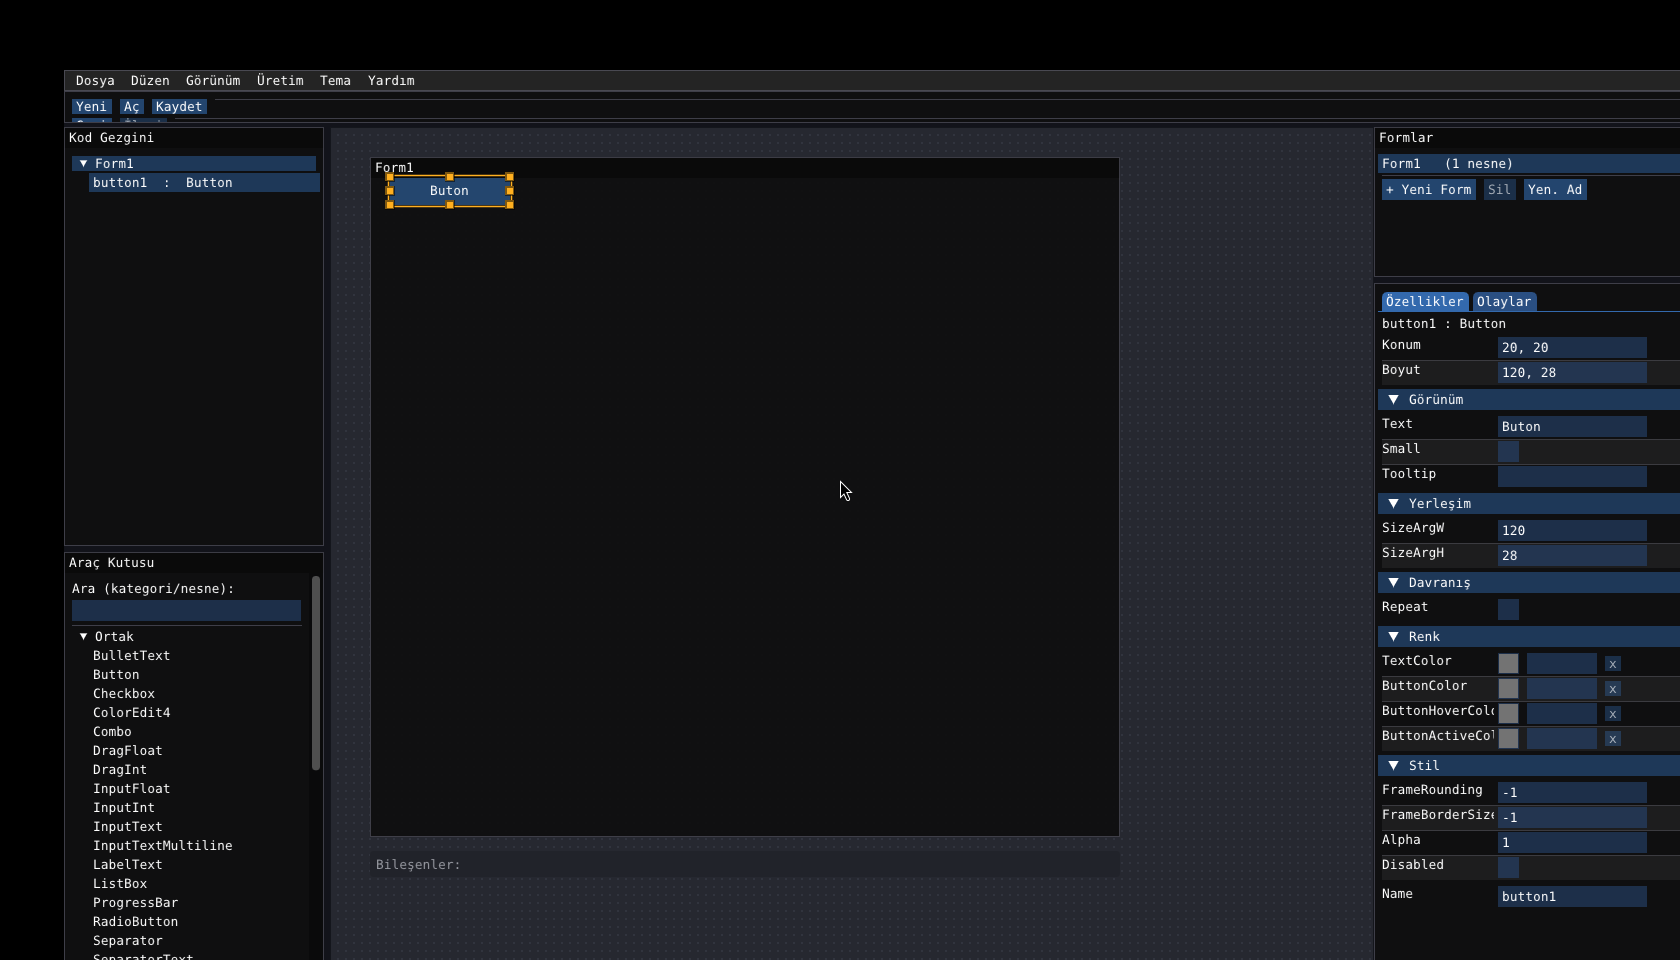 Dosya Düzen Görünüm Üretim Tema Yardım
Yeni Aç Kaydet
Kod Gezgini
Form1
button1 : Button
Araç Kutusu
Ara (kategori/nesne):
Ortak
BulletText
Button
Checkbox
ColorEdit4
Combo
DragFloat
DragInt
InputFloat
InputInt
InputText
InputTextMultiline
LabelText
ListBox
ProgressBar
RadioButton
Separator
SeparatorText
Form1
Buton
Bileşenler:
Formlar
Form1 (1 nesne)
+ Yeni Form Sil Yen. Ad
Özellikler Olaylar
button1 : Button
Konum 20, 20
Boyut 120, 28
Görünüm
Text Buton
Small
Tooltip
Yerleşim
SizeArgW 120
SizeArgH 28
Davranış
Repeat
Renk
TextColor x
ButtonColor x
ButtonHoverColo x
ButtonActiveCol x
Stil
FrameRounding -1
FrameBorderSize -1
Alpha 1
Disabled
Name button1